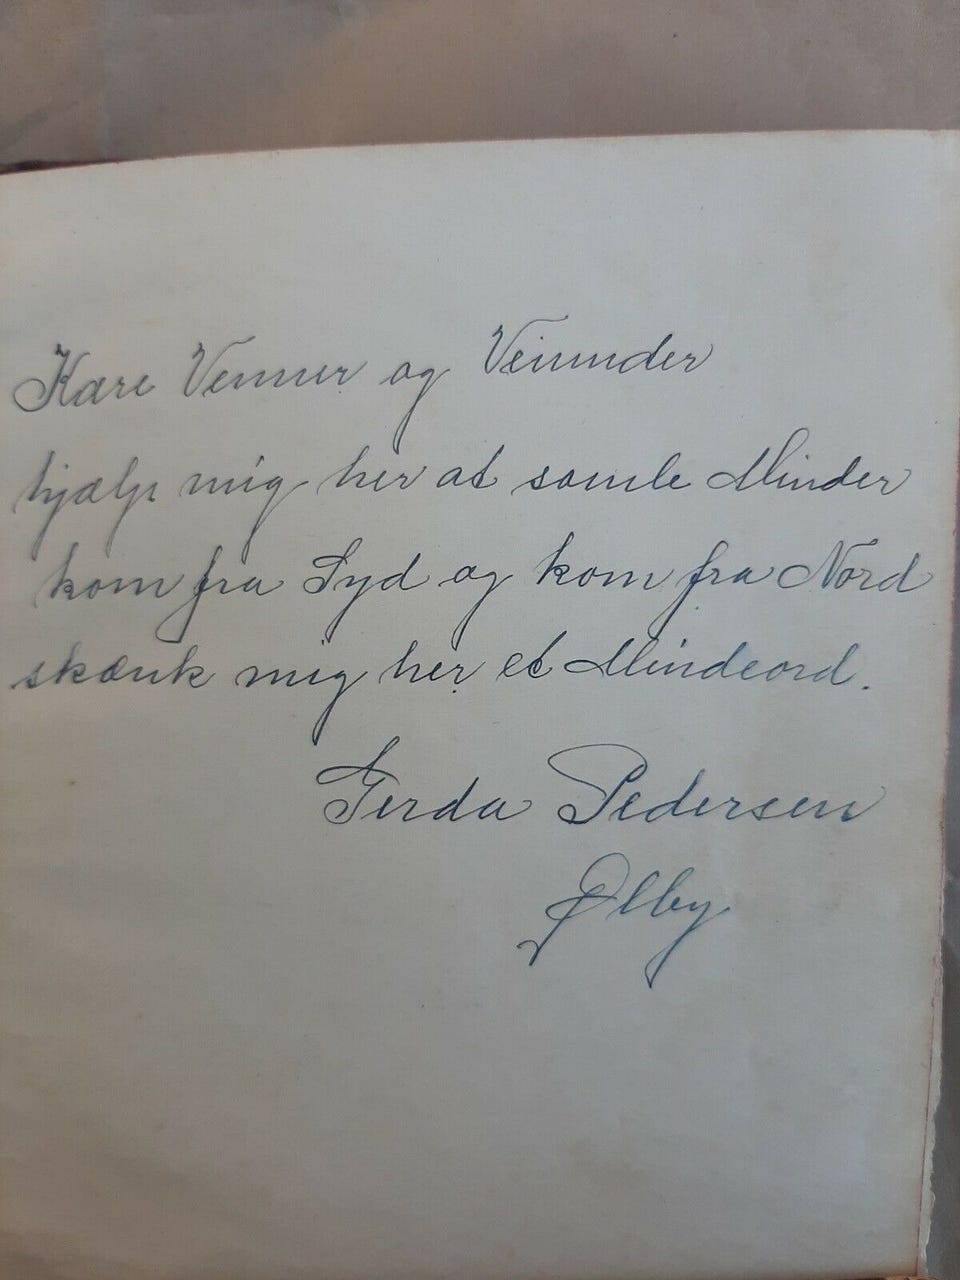 Kære Venner og Veninder
hjælp mig her at samle Minder
kom fra Syd og kom fra Nord
skænk mig her et Mindeord.
Gerda Pedersen
Ølby